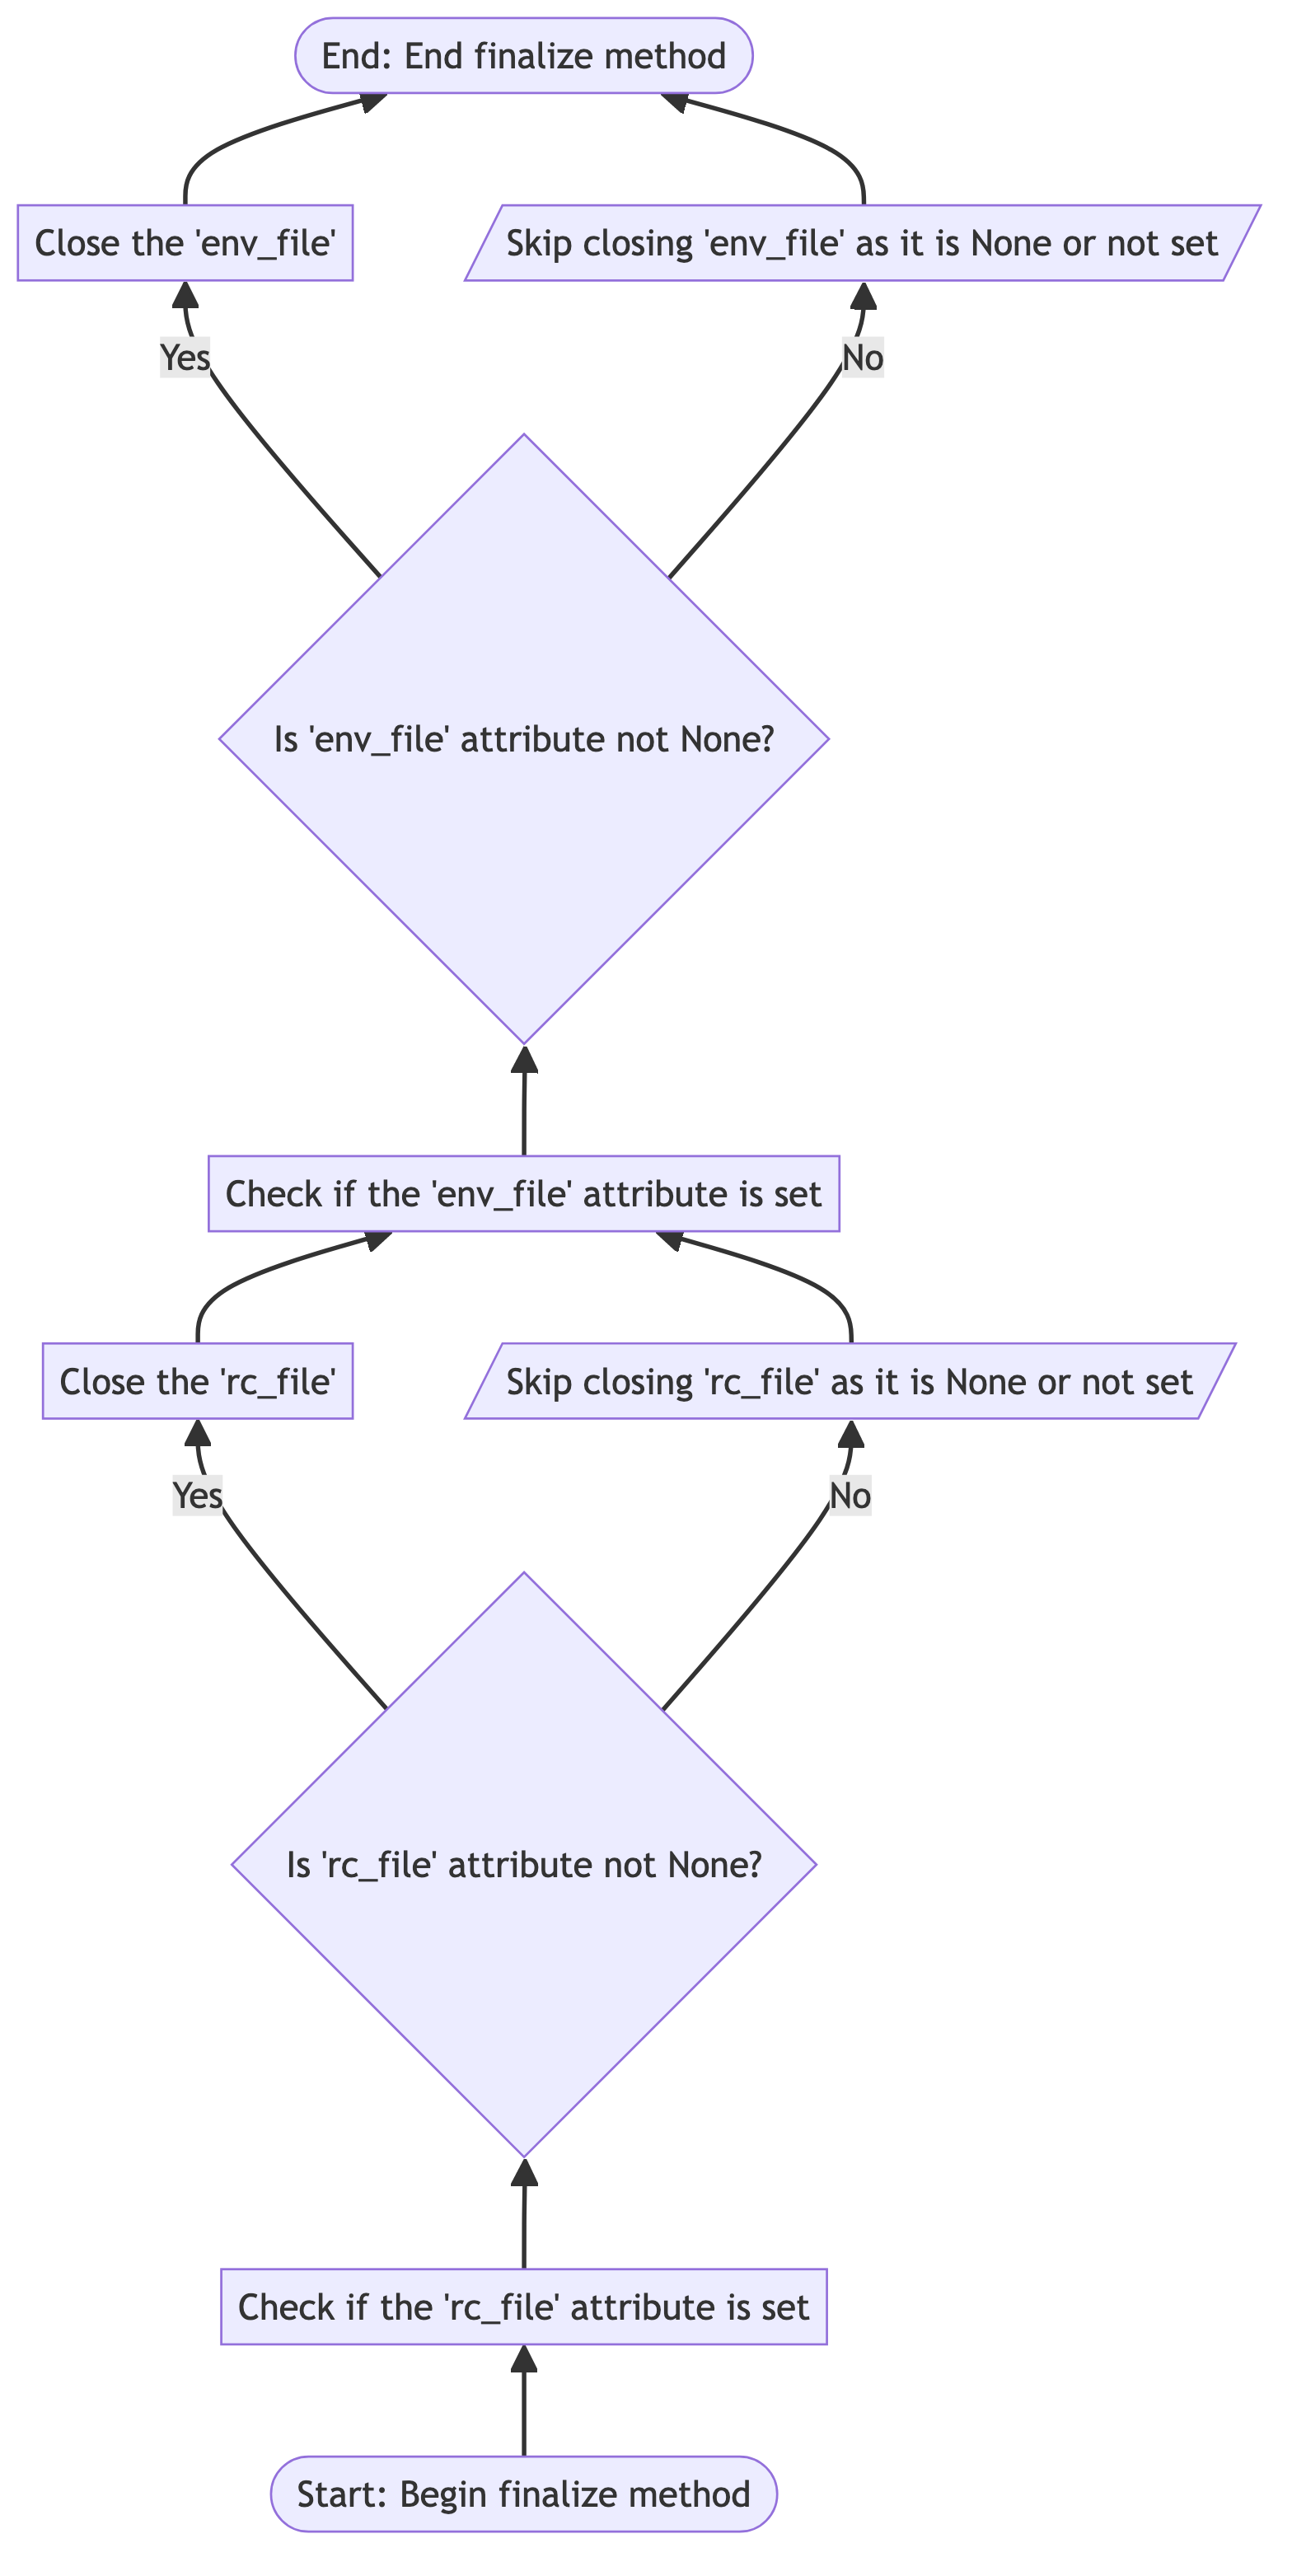 End: End finalize method
Close the 'env_file'
Skip closing 'env_file' as it is None or not set
Yes
No
Is 'env_file' attribute not None?
Check if the 'env_file' attribute is set
Close the 'rc_file'
Skip closing 'rc_file' as it is None or not set
Yes
No
Is 'rc_file' attribute not None?
Check if the 'rc_file' attribute is set
Start: Begin finalize method